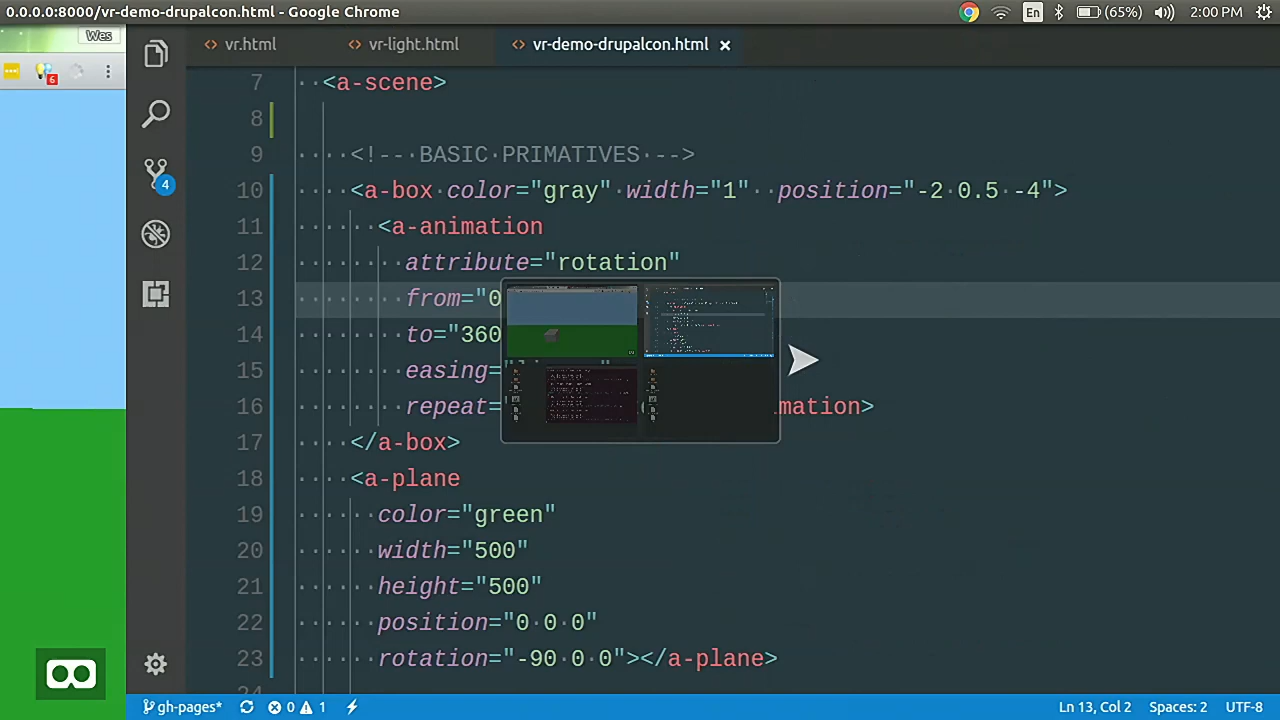 0.0.0.0:8000/vr-demo-drupalcon.html - Google Chrome
En
(65%)
2:00 PM
Wes
6
vr.html
vr-light.html
vr-demo-drupalcon.html
4
7 <a-scene>
8
9 <!-- BASIC PRIMATIVES -->
10 <a-box color="gray" width="1" position="-2 0.5 -4">
11 <a-animation
12 attribute="rotation"
13 from="0
14 to="360
15 easing=
16 repeat= mation>
17 </a-box>
18 <a-plane
19 color="green"
20 width="500"
21 height="500"
22 position="0 0 0"
23 rotation="-90 0 0"></a-plane>
gh-pages*
0
1
Ln 13, Col 2
Spaces: 2
UTF-8